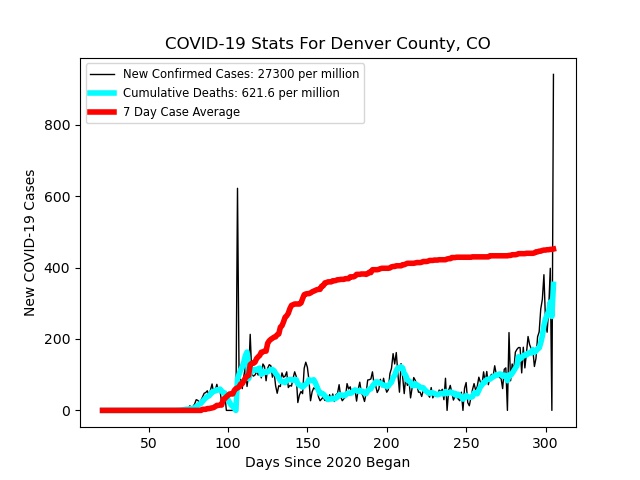 COVID-19 Stats For Denver County, CO
New Confirmed Cases: 27300 per million
Cumulative Deaths: 621.6 per million
7 Day Case Average
New COVID-19 Cases
800
600
400
200
0
50 100 150 200 250 300
Days Since 2020 Began